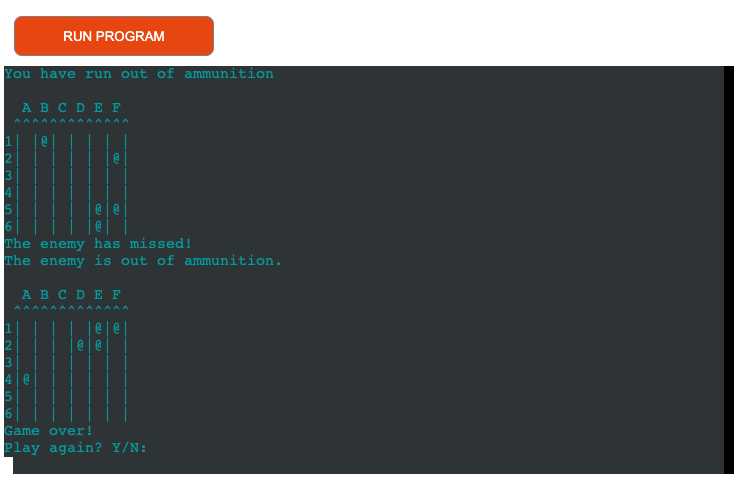 RUN PROGRAM
You have run out of ammunition
  A B C D E F
 ^^^^^^^^^^^^^
1| |@| | | | |
2| | | | | |@|
3| | | | | | |
4| | | | | | |
5| | | | |@|@|
6| | | | |@| |
The enemy has missed!
The enemy is out of ammunition.
  A B C D E F
 ^^^^^^^^^^^^^
1| | | | |@|@|
2| | | |@|@| |
3| | | | | | |
4|@| | | | | |
5| | | | | | |
6| | | | | | |
Game over!
Play again? Y/N: